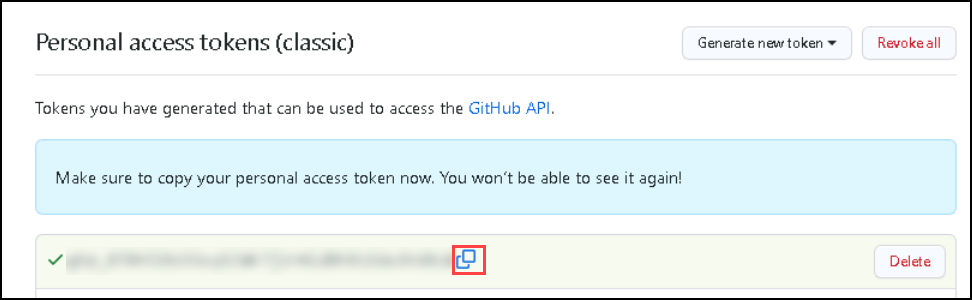 Personal access tokens (classic)
Generate new token
Revoke all
Tokens you have generated that can be used to access the GitHub API.
Make sure to copy your personal access token now. You won't be able to see it again!
Delete